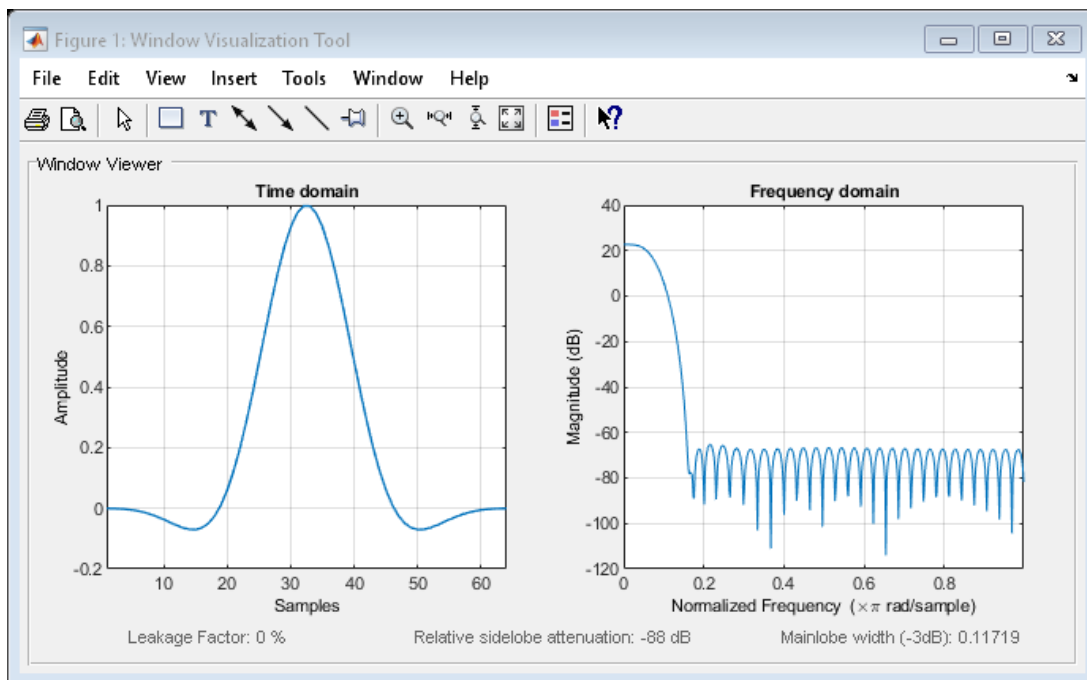 Figure 1: Window Visualization Tool
File Edit View Insert Tools Window Help
T
?
Window Viewer
Time domain
1
0.8
0.6
0.4
0.2
0
-0.2
Amplitude
10 20 30 40 50 60
Samples
Frequency domain
40
20
0
-20
-40
-60
-80
-100
-120
Magnitude (dB)
0 0.2 0.4 0.6 0.8
Normalized Frequency (×π rad/sample)
Leakage Factor: 0 % Relative sidelobe attenuation: -88 dB Mainlobe width (-3dB): 0.11719